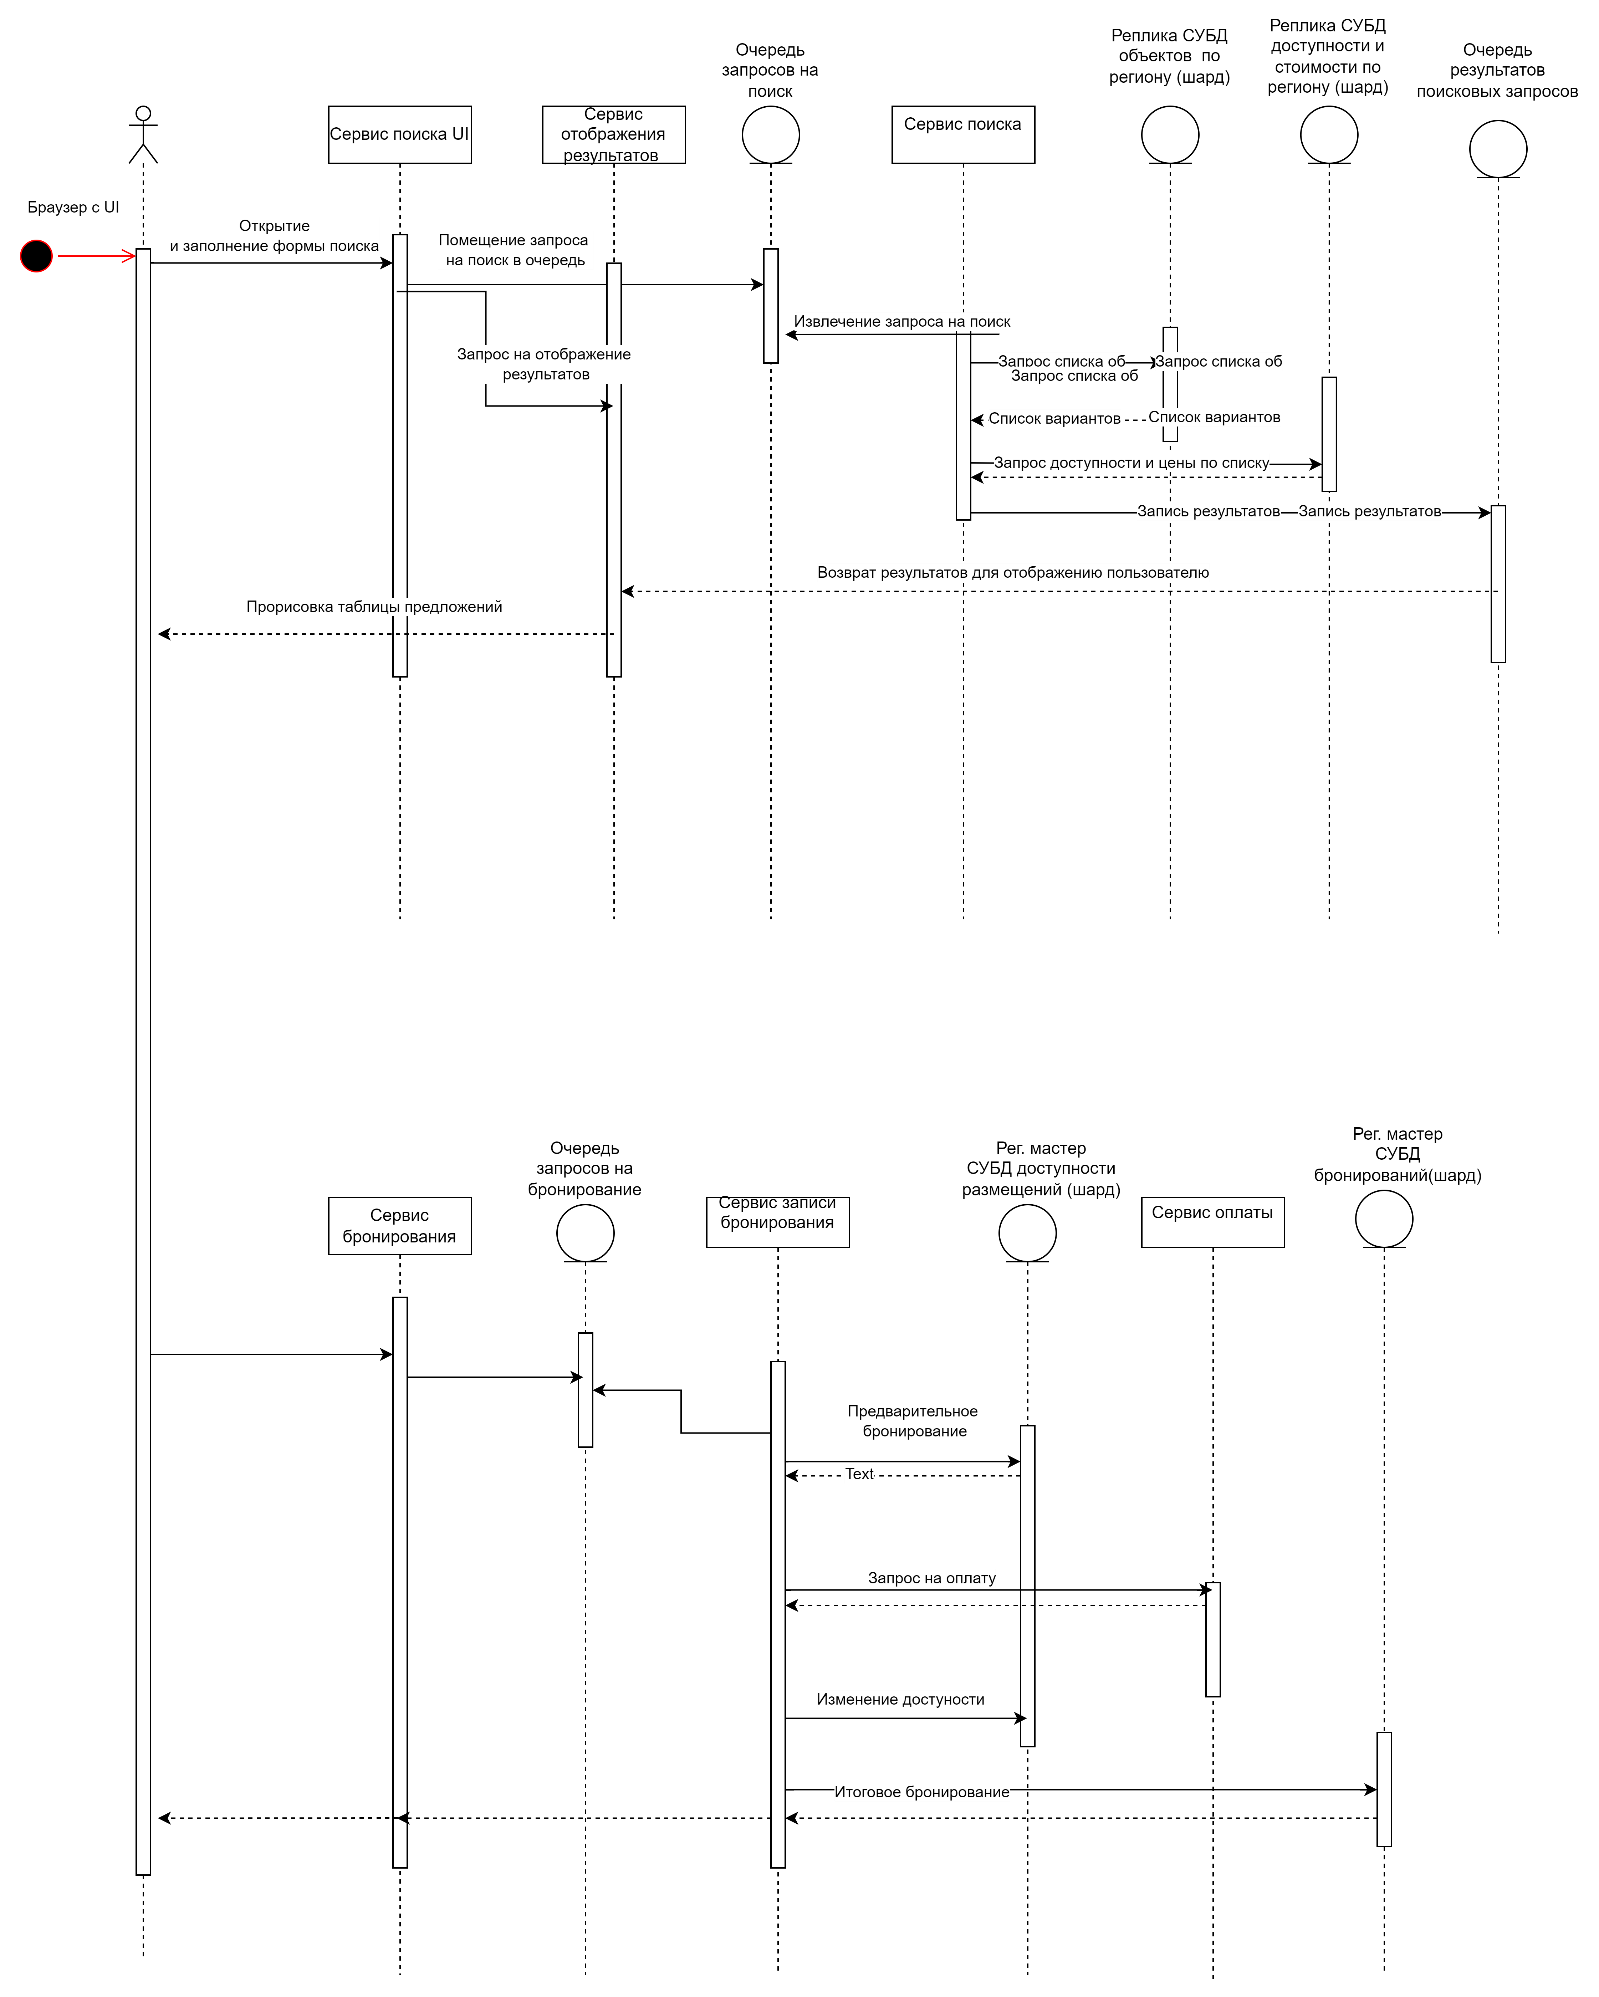 Очередь
запросов на
поиск
Реплика СУБД
объектов по
региону (шард)
Реплика СУБД
доступности и
стоимости по
региону (шард)
Очередь
результатов
поисковых запросов
Сервис поиска UI
Сервис
отображения
результатов
Сервис поиска
Браузер с UI
Открытие
и заполнение формы поиска
Помещение запроса
на поиск в очередь
Извлечение запроса на поиск
Запрос на отображение
результатов
Запрос списка об
Запрос списка об
Запрос списка об
Список вариантов
Список вариантов
Запрос доступности и цены по списку
Запись результатов
Запись результатов
Возврат результатов для отображению пользователю
Прорисовка таблицы предложений
Очередь
запросов на
бронирование
Рег. мастер
СУБД доступности
размещений (шард)
Рег. мастер
СУБД
бронирований(шард)
Сервис
бронирования
Сервис записи
бронирования
Сервис оплаты
Предварительное
бронирование
Text
Запрос на оплату
Изменение достуности
Итоговое бронирование